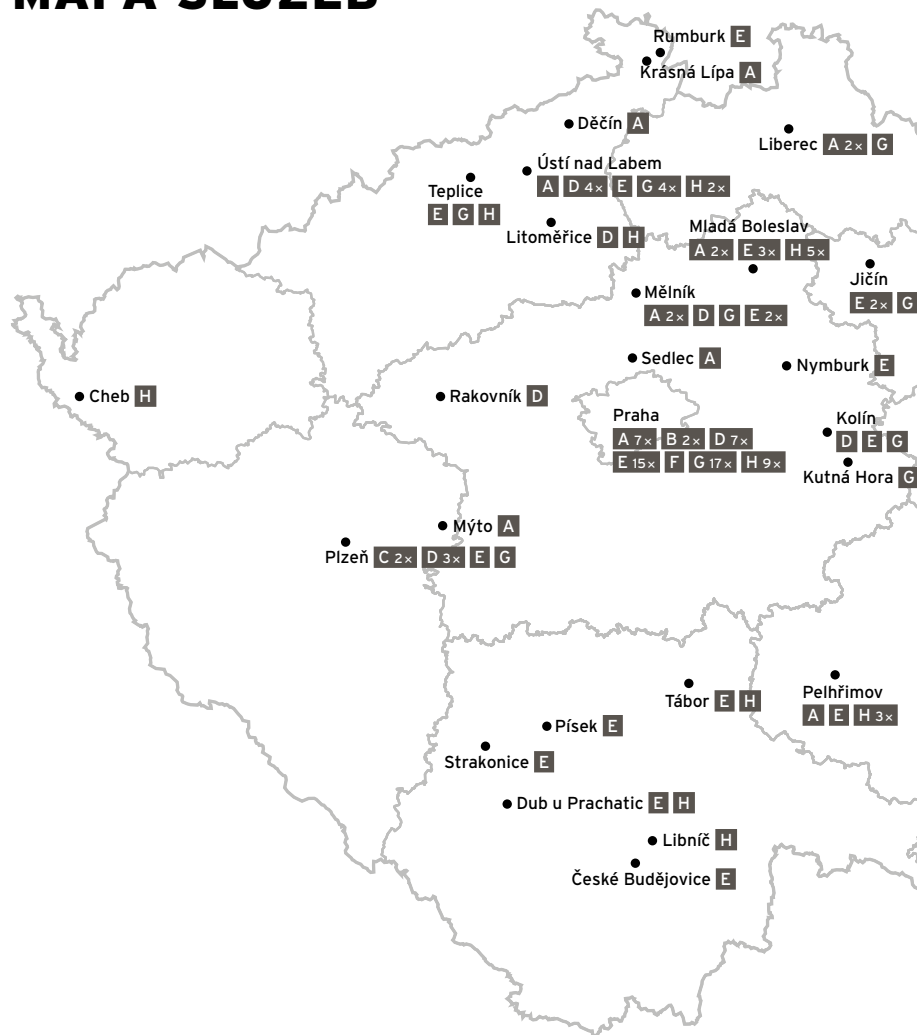 MAPA SLUŽEB
Rumburk E
Krásná Lípa A
Děčín A
Liberec A 2× G
Ústí nad Labem
A D 4× E G 4× H 2×
Teplice
E G H
Litoměřice D H
Mladá Boleslav
A 2× E 3× H 5×
Jičín
E 2× G
Mělník
A 2× D G E 2×
Sedlec A
Nymburk E
Cheb H
Rakovník D
Praha
A 7× B 2× D 7×
E 15× F G 17× H 9×
Kolín
D E G
Kutná Hora G
Mýto A
Plzeň C 2× D 3× E G
Tábor E H
Pelhřimov
A E H 3×
Písek E
Strakonice E
Dub u Prachatic E H
Libníč H
České Budějovice E